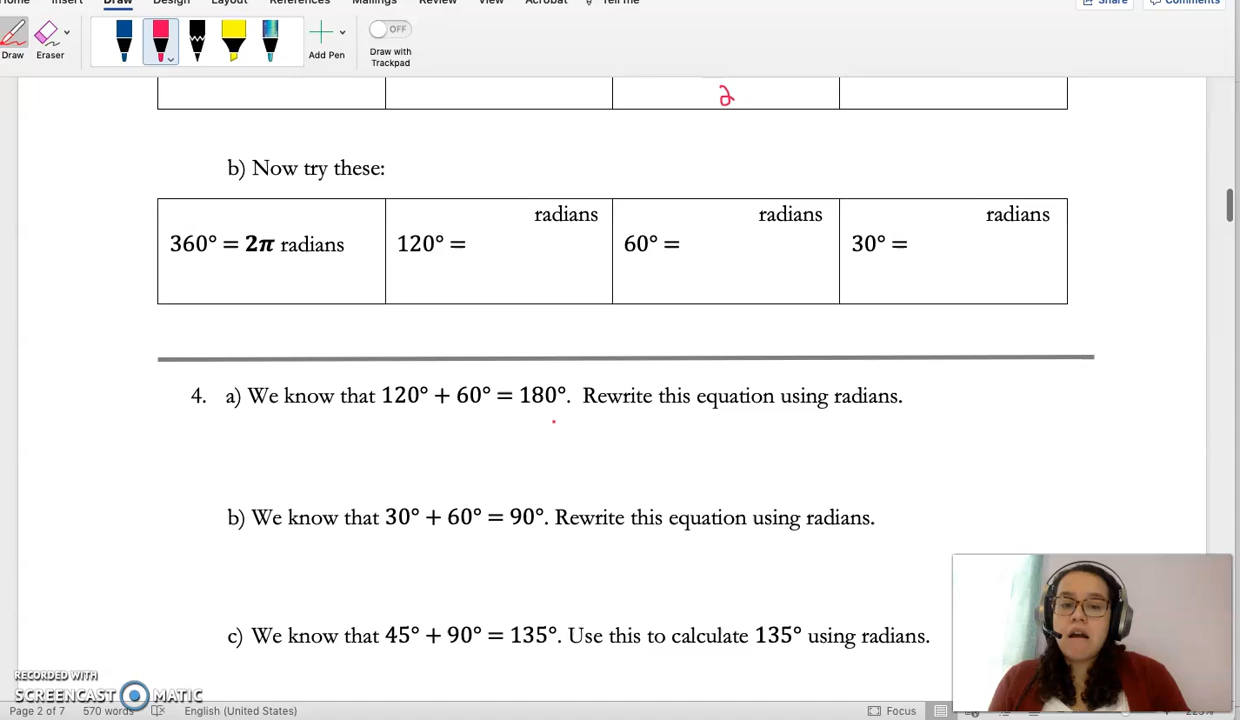 Home Insert Draw Design Layout References Mailings Review View Acrobat Tell me
Share Comments
OFF
Draw Eraser Add Pen Draw with
Trackpad
2
b) Now try these:
radians radians radians
360° = 2π radians 120° = 60° = 30° =
4. a) We know that 120° + 60° = 180°. Rewrite this equation using radians.
b) We know that 30° + 60° = 90°. Rewrite this equation using radians.
c) We know that 45° + 90° = 135°. Use this to calculate 135° using radians.
RECORDED WITH
SCREENCAST MATIC
Page 2 of 7 570 words English (United States) Focus